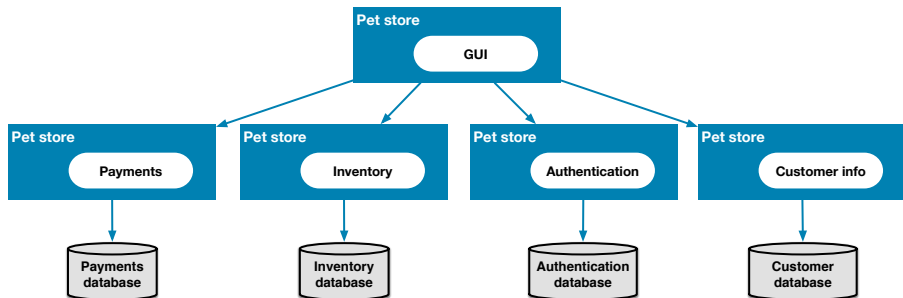 Pet store
GUI
Pet store
Payments
Pet store
Inventory
Pet store
Authentication
Pet store
Customer info
Payments
database
Inventory
database
Authentication
database
Customer
database